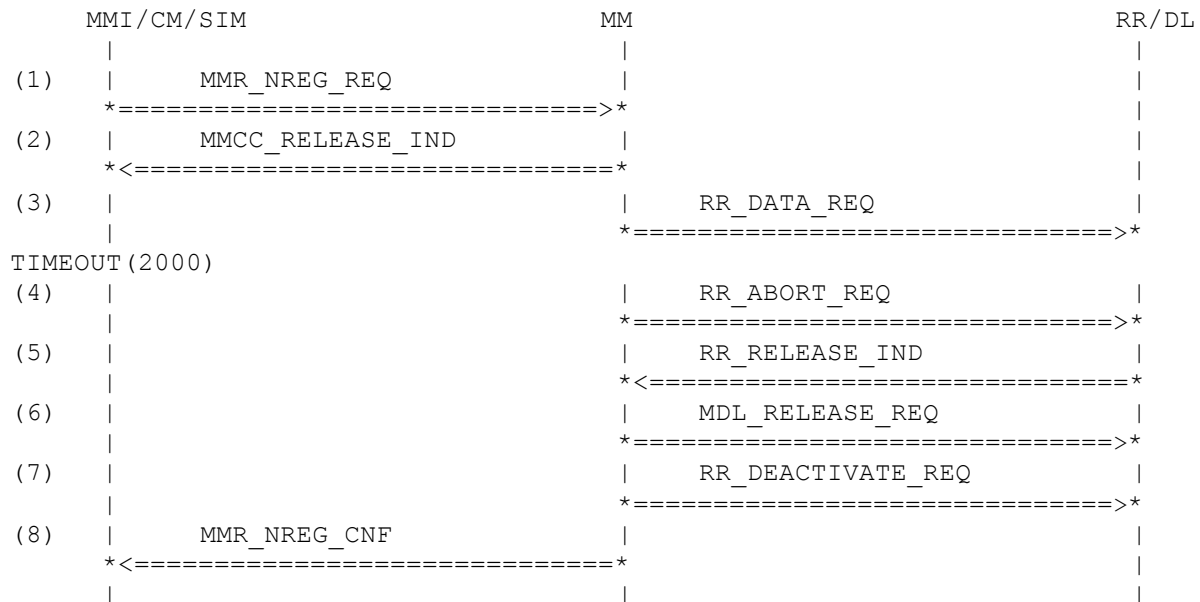 MMI/CM/SIM MM RR/DL
| | |
(1) | MMR_NREG_REQ | |
*==============================>* |
(2) | MMCC_RELEASE_IND | |
*<==============================* |
(3) | | RR_DATA_REQ |
| *==============================>*
TIMEOUT(2000)
(4) | | RR_ABORT_REQ |
| *==============================>*
(5) | | RR_RELEASE_IND |
| *<==============================*
(6) | | MDL_RELEASE_REQ |
| *==============================>*
(7) | | RR_DEACTIVATE_REQ |
| *==============================>*
(8) | MMR_NREG_CNF | |
*<==============================* |
| | |